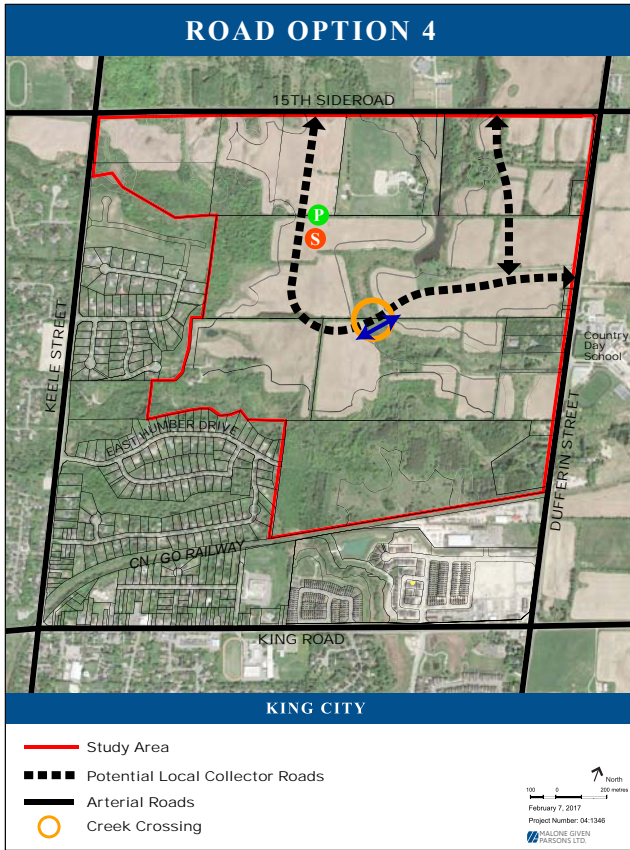 ROAD OPTION 4
15TH SIDEROAD
P
S
KEELE STREET
Country
Day
School
EAST HUMBER DRIVE
DUFFERIN STREET
CN / GO RAILWAY
KING ROAD
KING CITY
Study Area
Potential Local Collector Roads
Arterial Roads
Creek Crossing
North
100 0 200 metres
February 7, 2017
Project Number: 04:1346
MALONE GIVEN
PARSONS LTD.